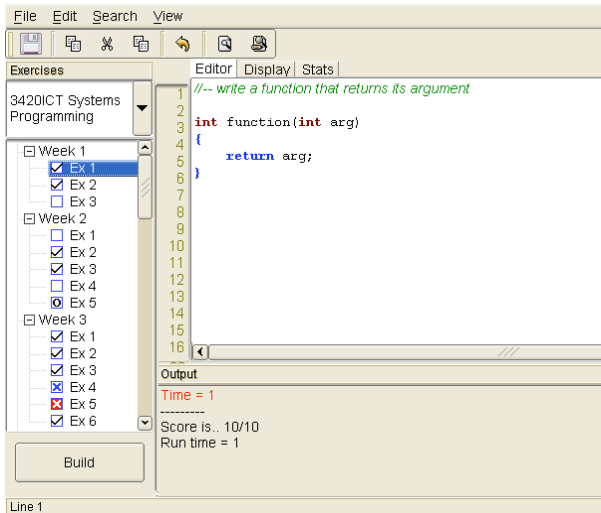 File Edit Search View
Exercises
Editor Display Stats
3420ICT Systems
Programming
Week 1
Ex 1
Ex 2
Ex 3
Week 2
Ex 1
Ex 2
Ex 3
Ex 4
O Ex 5
Week 3
Ex 1
Ex 2
Ex 3
Ex 4
Ex 5
Ex 6
Build
1 //-- write a function that returns its argument
2
3 int function(int arg)
4 {
5 return arg;
6 }
7
8
9
10
11
12
13
14
15
16
Output
Time = 1
---------
Score is.. 10/10
Run time = 1
Line 1